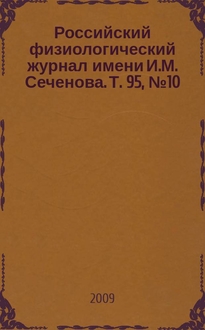 Российский
физиологический
журнал имени И.М.
Сеченова. Т. 95, №10
2009